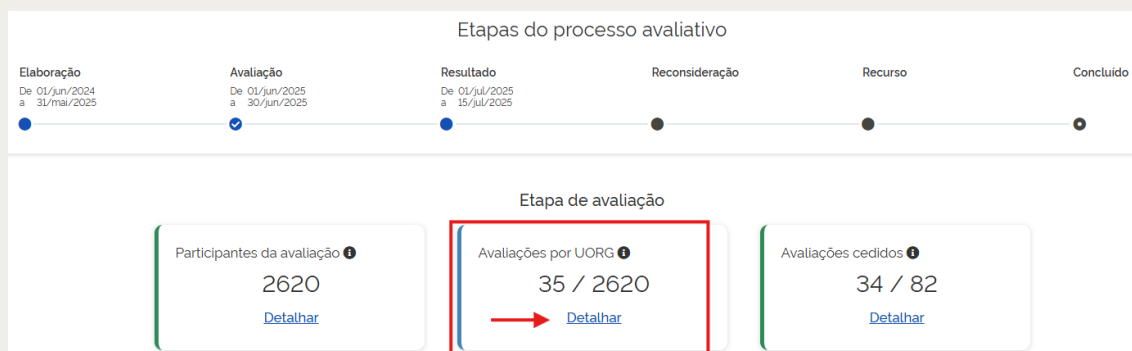 Etapas do processo avaliativo
Elaboração
De 01/jun/2024
a 31/mai/2025
Avaliação
De 01/jun/2025
a 30/jun/2025
Resultado
De 01/jul/2025
a 15/jul/2025
Reconsideração
Recurso
Concluído
Etapa de avaliação
Participantes da avaliação
2620
Detalhar
Avaliações por UORG
35 / 2620
Detalhar
Avaliações cedidos
34 / 82
Detalhar